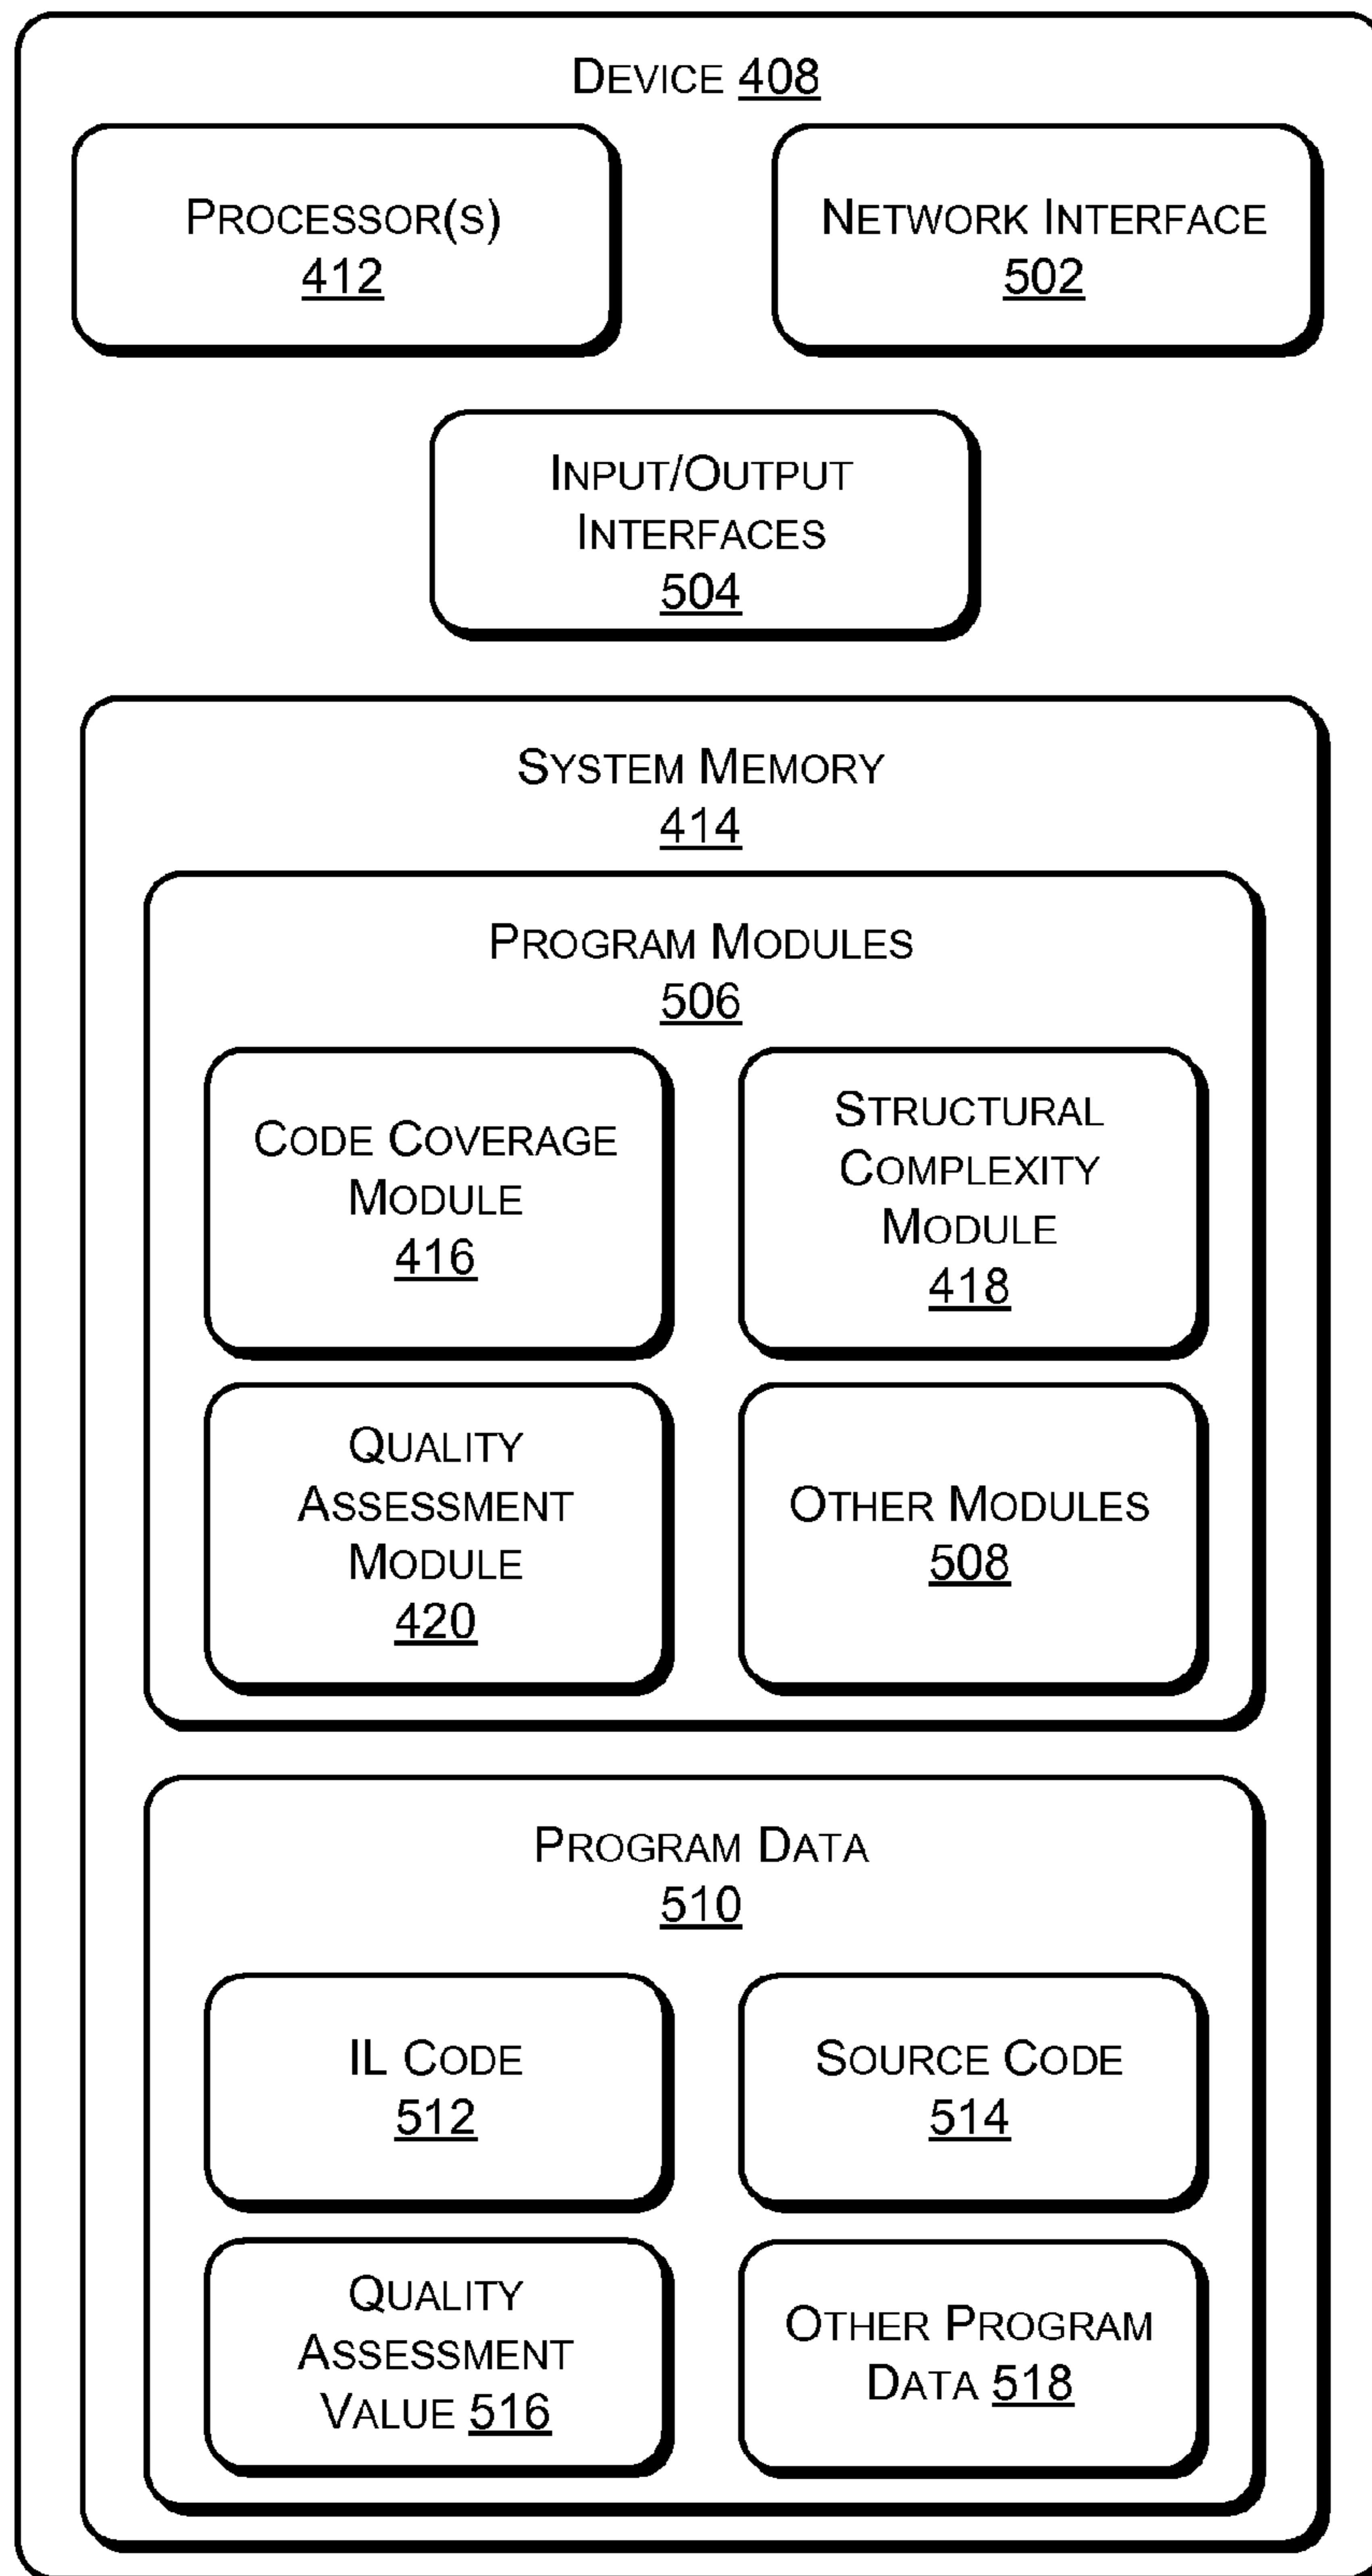 DEVICE 408
PROCESSOR(S)
412
NETWORK INTERFACE
502
INPUT/OUTPUT
INTERFACES
504
SYSTEM MEMORY
414
PROGRAM MODULES
506
CODE COVERAGE
MODULE
416
STRUCTURAL
COMPLEXITY
MODULE
418
QUALITY
ASSESSMENT
MODULE
420
OTHER MODULES
508
PROGRAM DATA
510
IL CODE
512
SOURCE CODE
514
QUALITY
ASSESSMENT
VALUE 516
OTHER PROGRAM
DATA 518